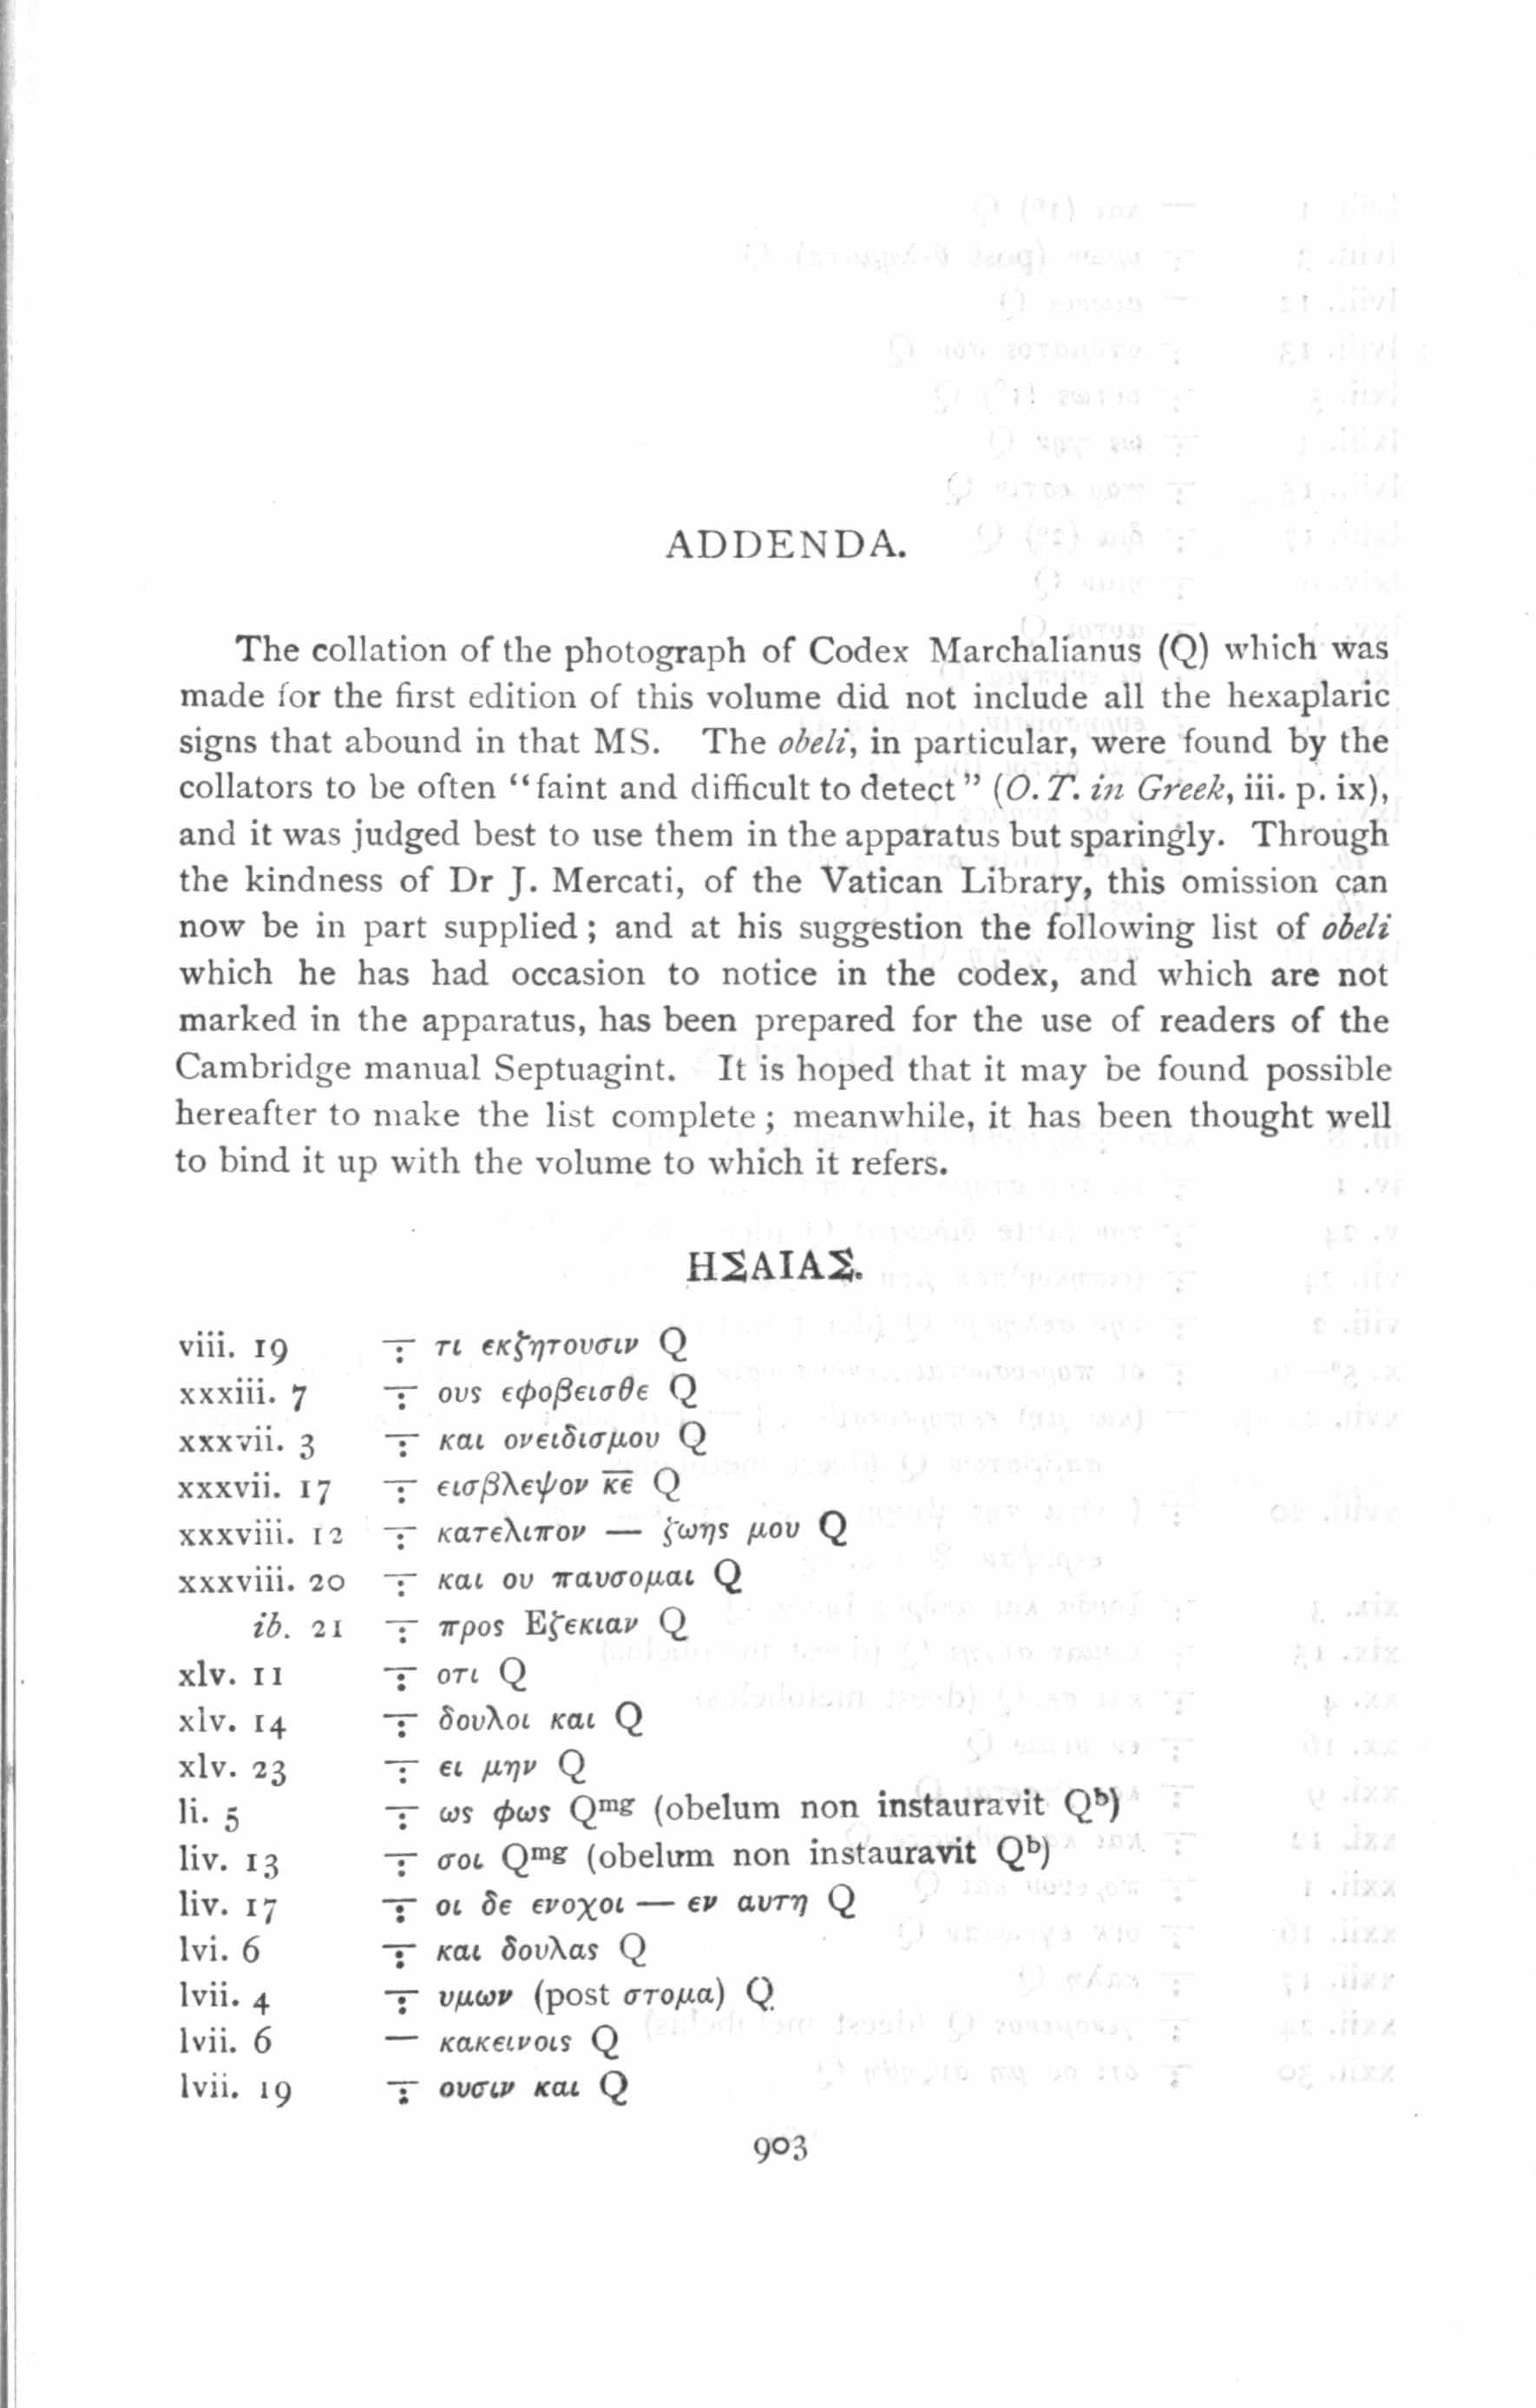 ADDENDA.
The collation of the photograph of Codex Marchalianus (Q) which was
made for the first edition of this volume did not include all the hexaplaric
signs that abound in that MS. The obeli, in particular, were found by the
collators to be often “faint and difficult to detect” (O. T. in Greek, iii. p. ix),
and it was judged best to use them in the apparatus but sparingly. Through
the kindness of Dr J. Mercati, of the Vatican Library, this omission can
now be in part supplied; and at his suggestion the following list of obeli
which he has had occasion to notice in the codex, and which are not
marked in the apparatus, has been prepared for the use of readers of the
Cambridge manual Septuagint. It is hoped that it may be found possible
hereafter to make the list complete; meanwhile, it has been thought well
to bind it up with the volume to which it refers.
ΗΣΑΙΑΣ.
viii. 19 ⨪ τι εκζητουσιν Q
xxxiii. 7 ⨪ ους εφοβεισθε Q
xxxvii. 3 ⨪ και ονειδισμου Q
xxxvii. 17 ⨪ εισβλεψον κ̅ε̅ Q
xxxviii. 12 ⨪ κατελιπον — ζωης μου Q
xxxviii. 20 ⨪ και ου παυσομαι Q
ib. 21 ⨪ προς Εζεκιαν Q
xlv. 11 ⨪ οτι Q
xlv. 14 ⨪ δουλοι και Q
xlv. 23 ⨪ ει μην Q
li. 5 ⨪ ως φως Qmg (obelum non instauravit Qb)
liv. 13 ⨪ σοι Qmg (obelum non instauravit Qb)
liv. 17 ⨪ οι δε ενοχοι — εν αυτη Q
lvi. 6 ⨪ και δουλας Q
lvii. 4 ⨪ υμων (post στομα) Q
lvii. 6 — κακεινοις Q
lvii. 19 ⨪ ουσιν και Q
903